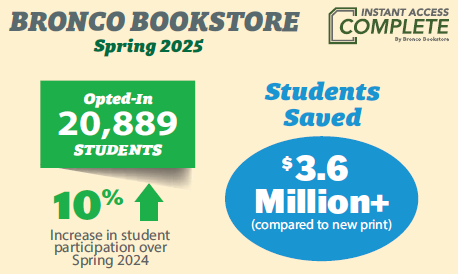 BRONCO BOOKSTORE
Spring 2025
INSTANT ACCESS
COMPLETE
By Bronco Bookstore
Opted-In
20,889
STUDENTS
10%
Increase in student
participation over
Spring 2024
Students
Saved
$3.6
Million+
(compared to new print)